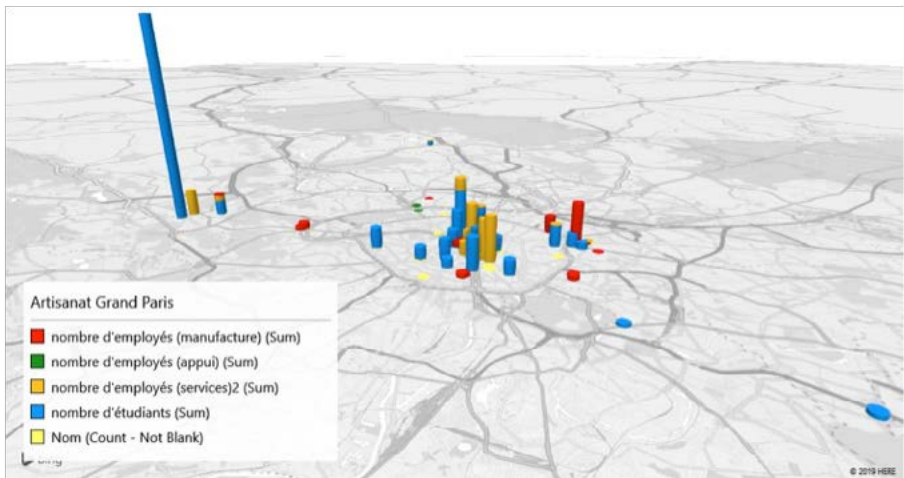 Artisanat Grand Paris
nombre d'employés (manufacture) (Sum)
nombre d'employés (appui) (Sum)
nombre d'employés (services)2 (Sum)
nombre d'étudiants (Sum)
Nom (Count - Not Blank)
bing
© 2019 HERE